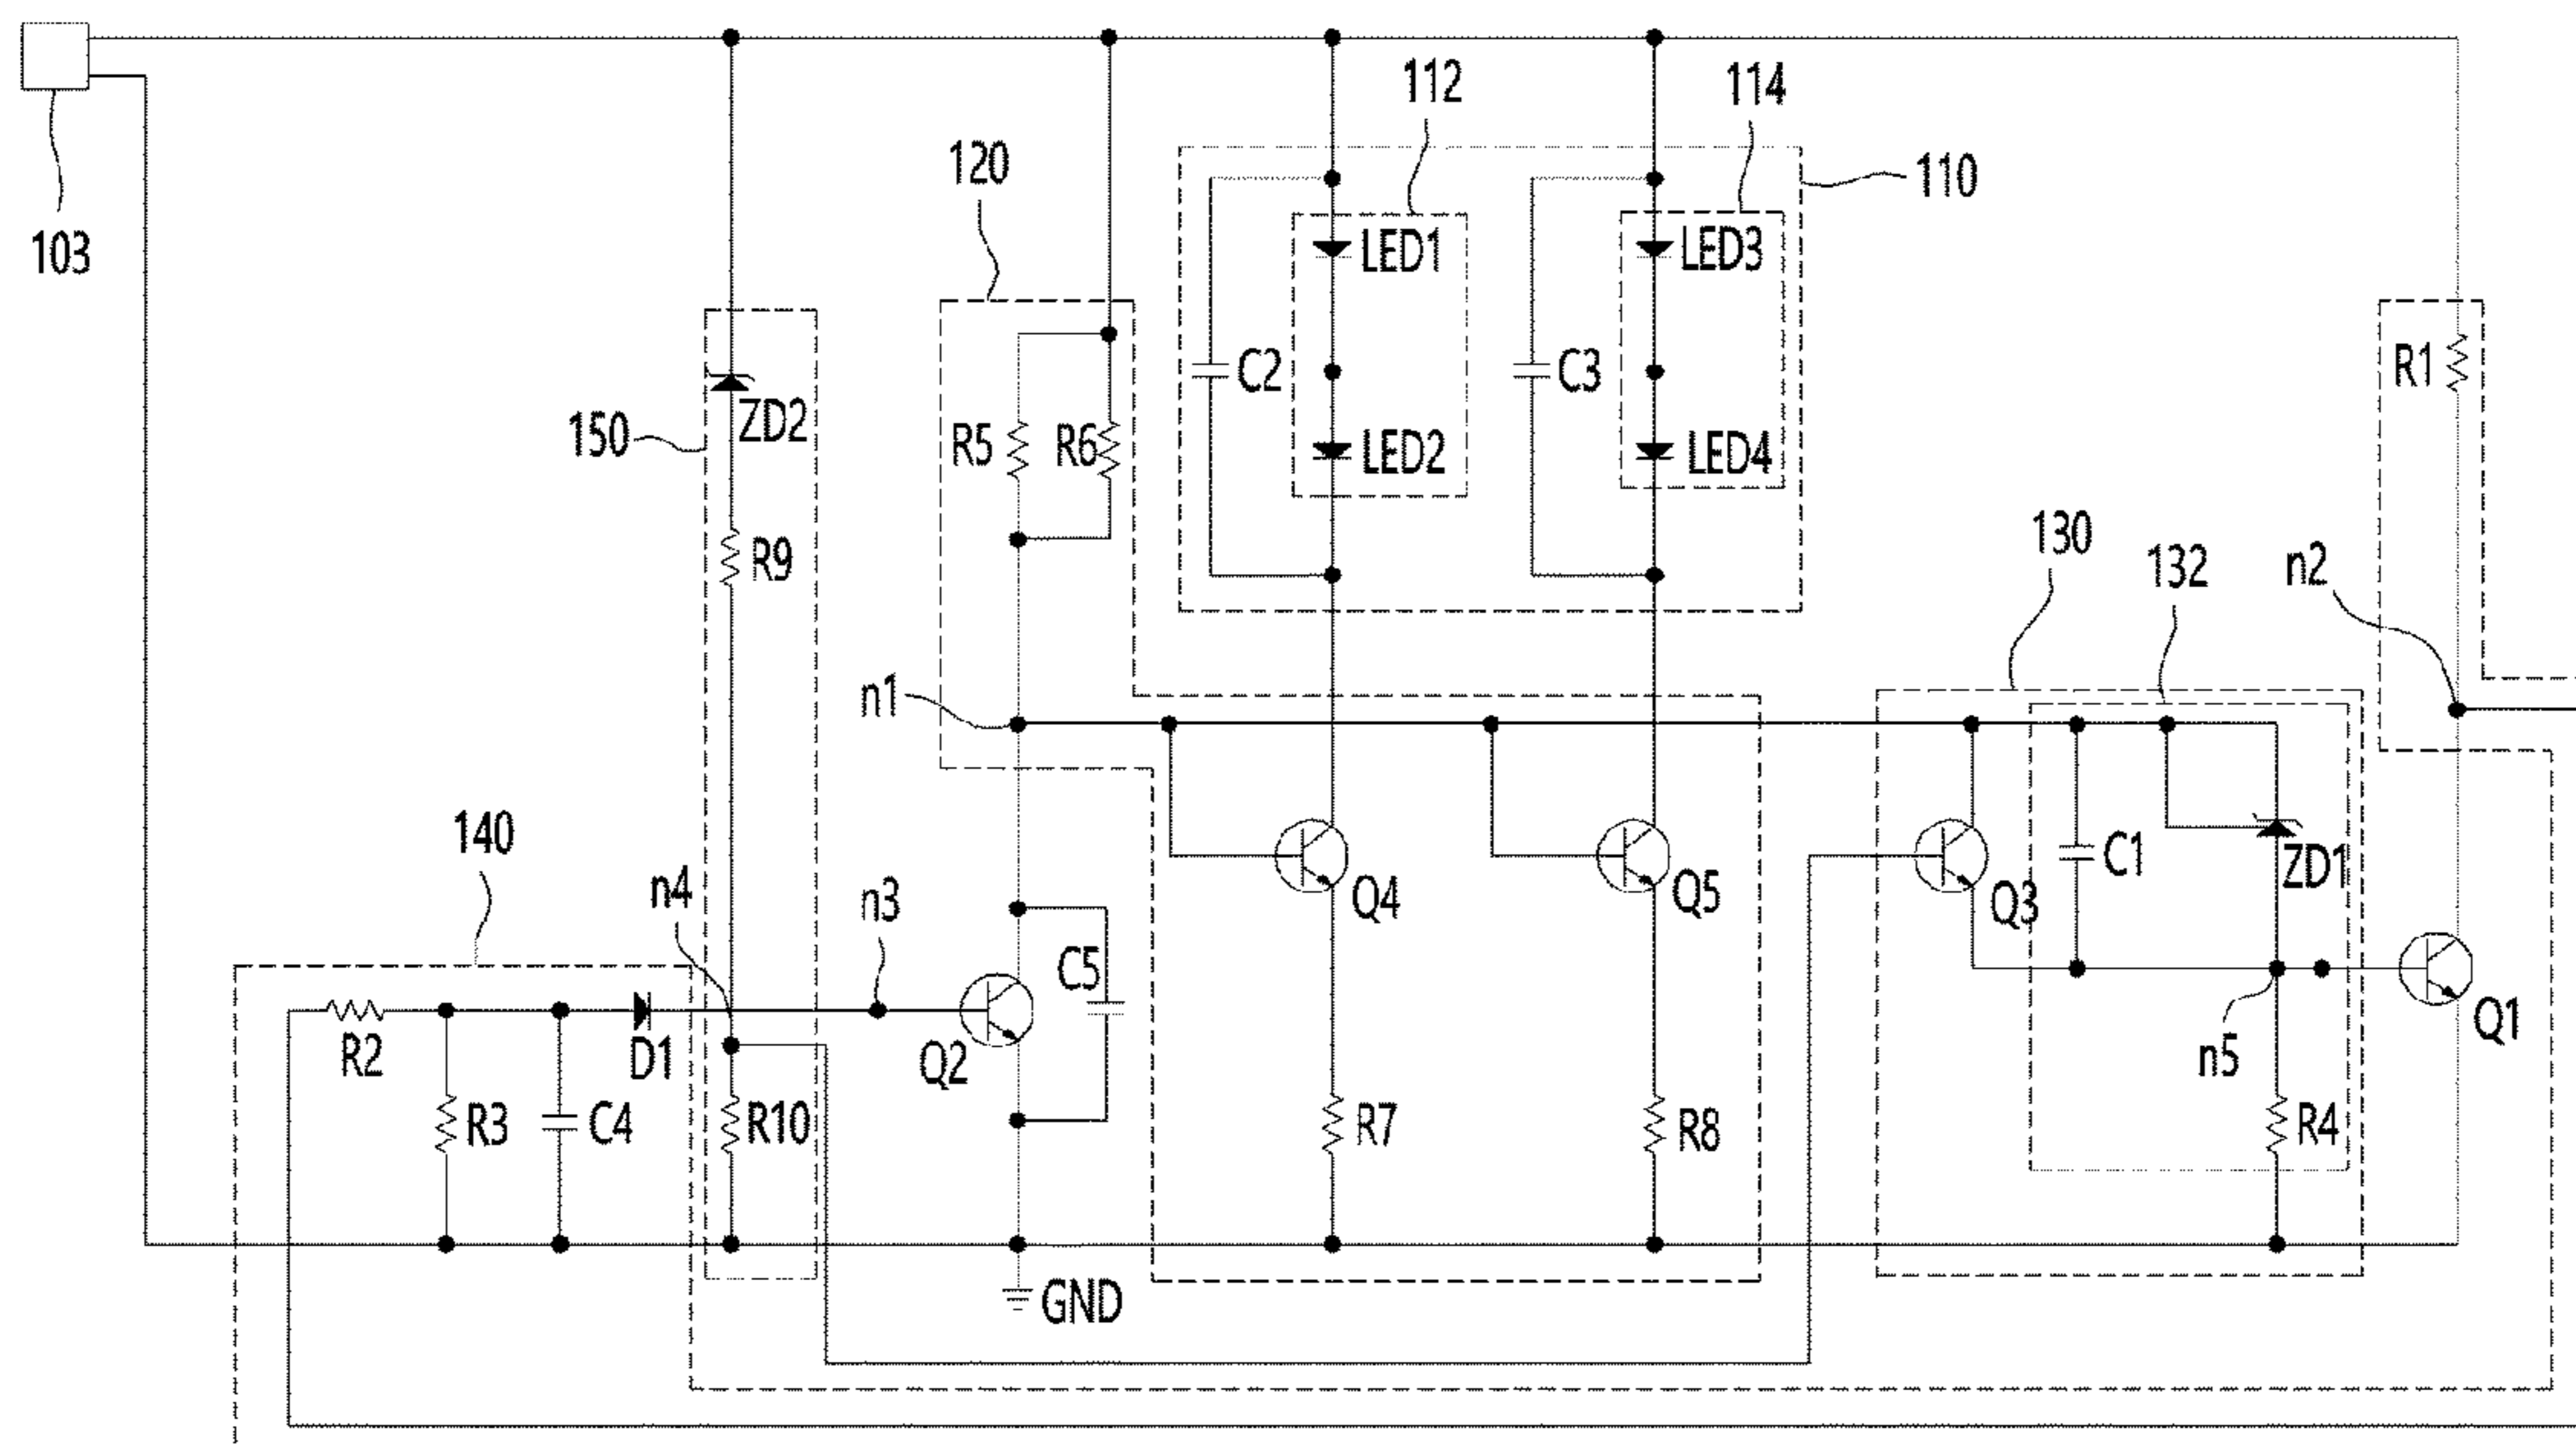 112
114
120
110
103
LED1
LED3
R1
C2
C3
ZD2
150
R5
R6
LED2
LED4
130
132
n2
R9
n1
140
n4
n3
Q4
Q5
Q3
C1
ZD1
C5
Q1
R2
D1
Q2
n5
R3
C4
R10
R7
R8
R4
GND